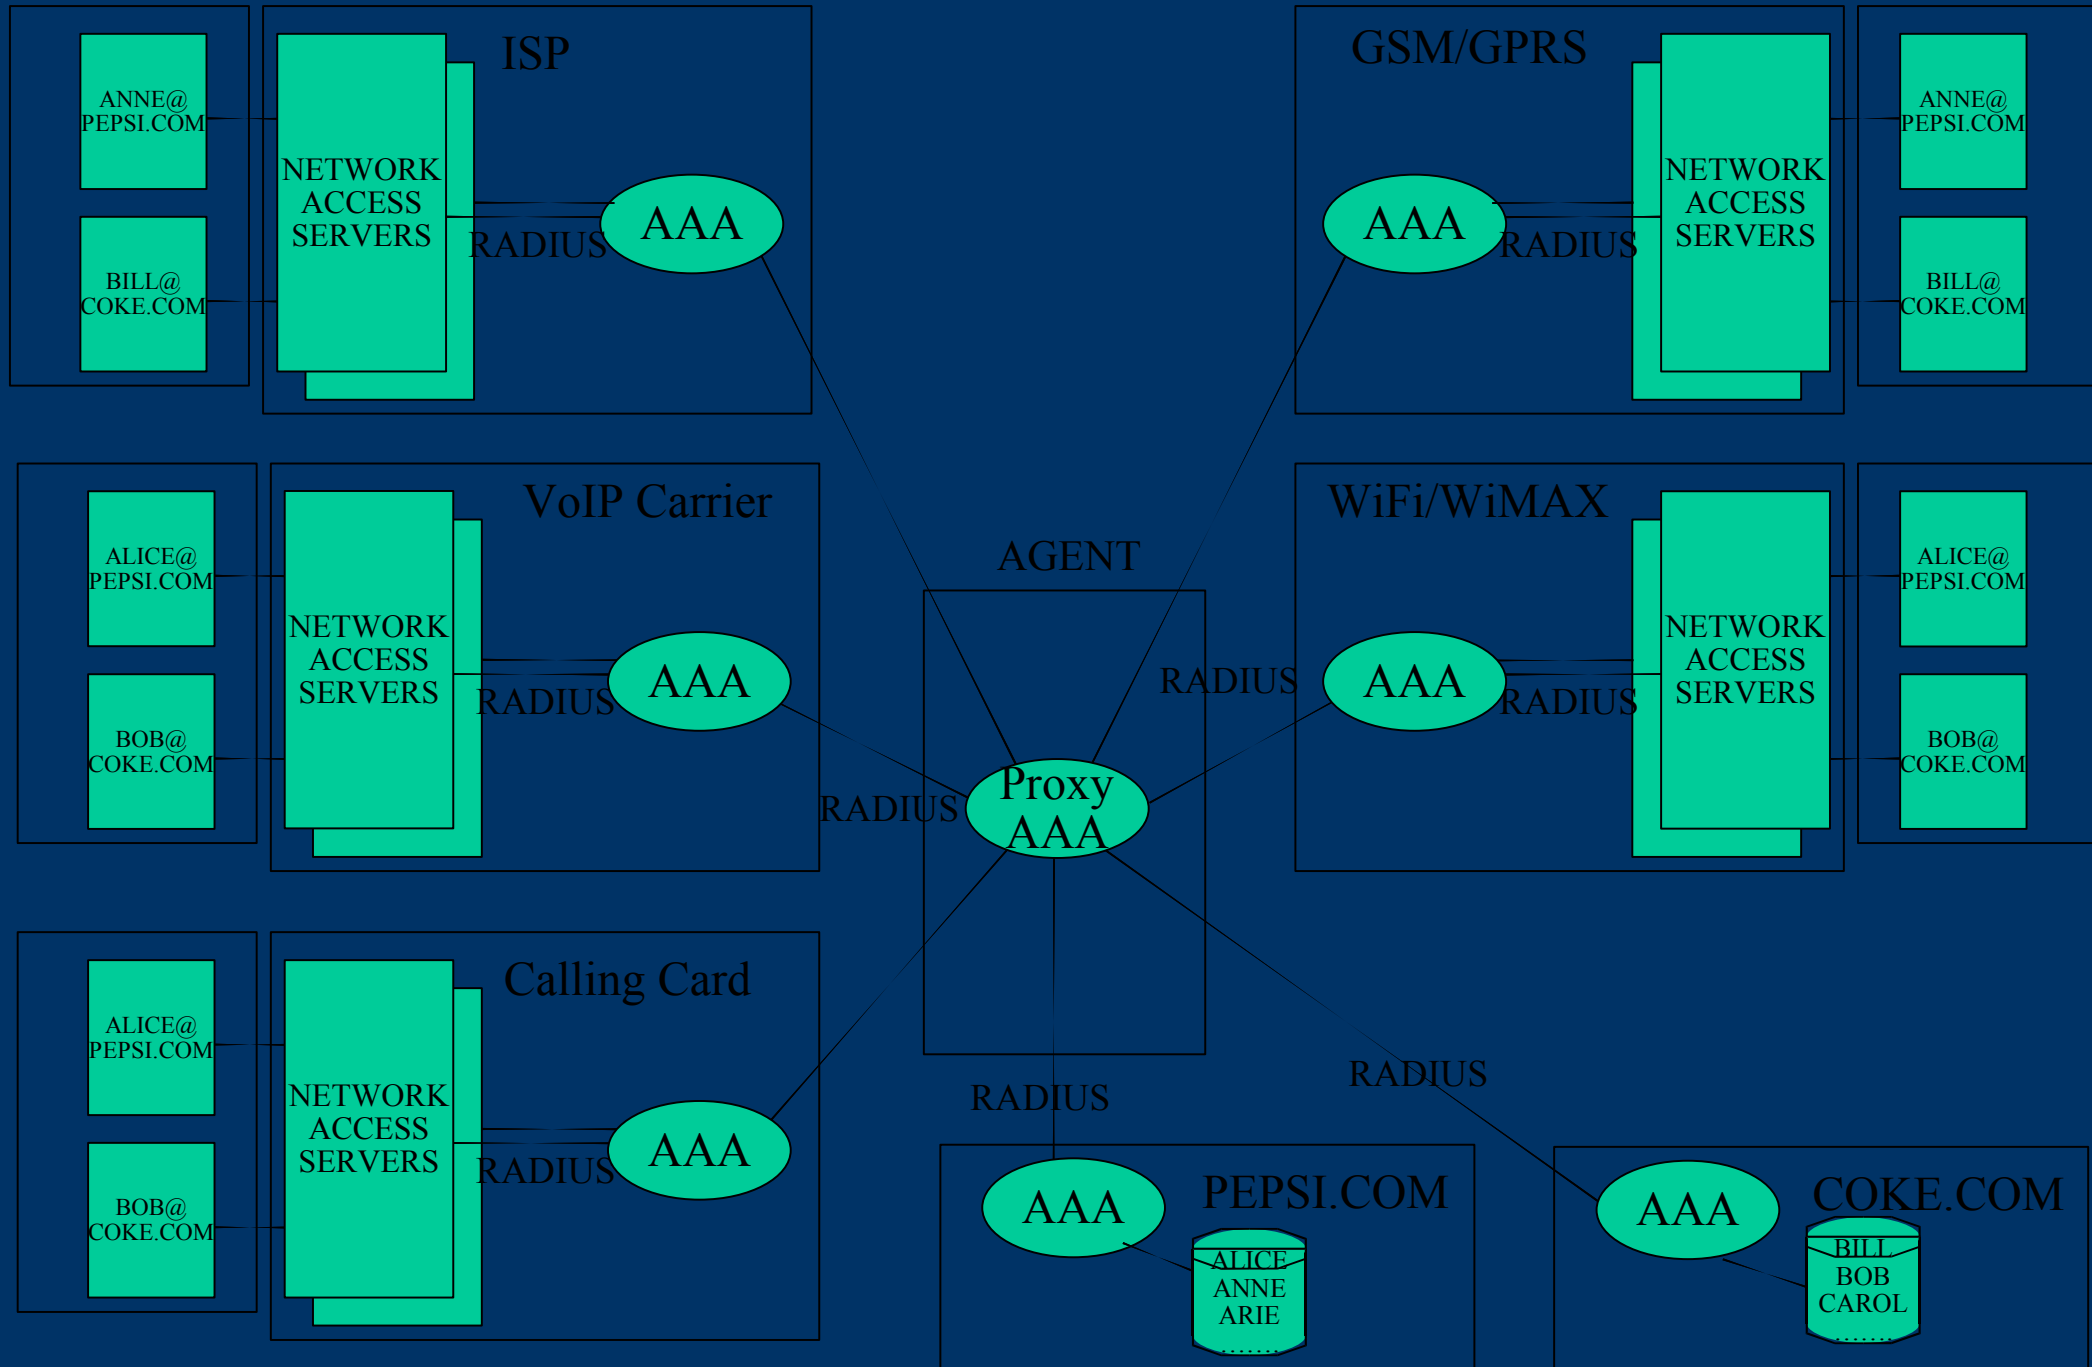 ISP
ANNE@
PEPSI.COM
BILL@
COKE.COM
NETWORK
ACCESS
SERVERS
RADIUS
AAA
GSM/GPRS
AAA
RADIUS
NETWORK
ACCESS
SERVERS
ANNE@
PEPSI.COM
BILL@
COKE.COM
VoIP Carrier
ALICE@
PEPSI.COM
BOB@
COKE.COM
NETWORK
ACCESS
SERVERS
RADIUS
AAA
RADIUS
AGENT
Proxy
AAA
WiFi/WiMAX
RADIUS
AAA
RADIUS
NETWORK
ACCESS
SERVERS
ALICE@
PEPSI.COM
BOB@
COKE.COM
Calling Card
ALICE@
PEPSI.COM
BOB@
COKE.COM
NETWORK
ACCESS
SERVERS
RADIUS
AAA
RADIUS
RADIUS
PEPSI.COM
AAA
ALICE
ANNE
ARIE
......
COKE.COM
AAA
BILL
BOB
CAROL
......